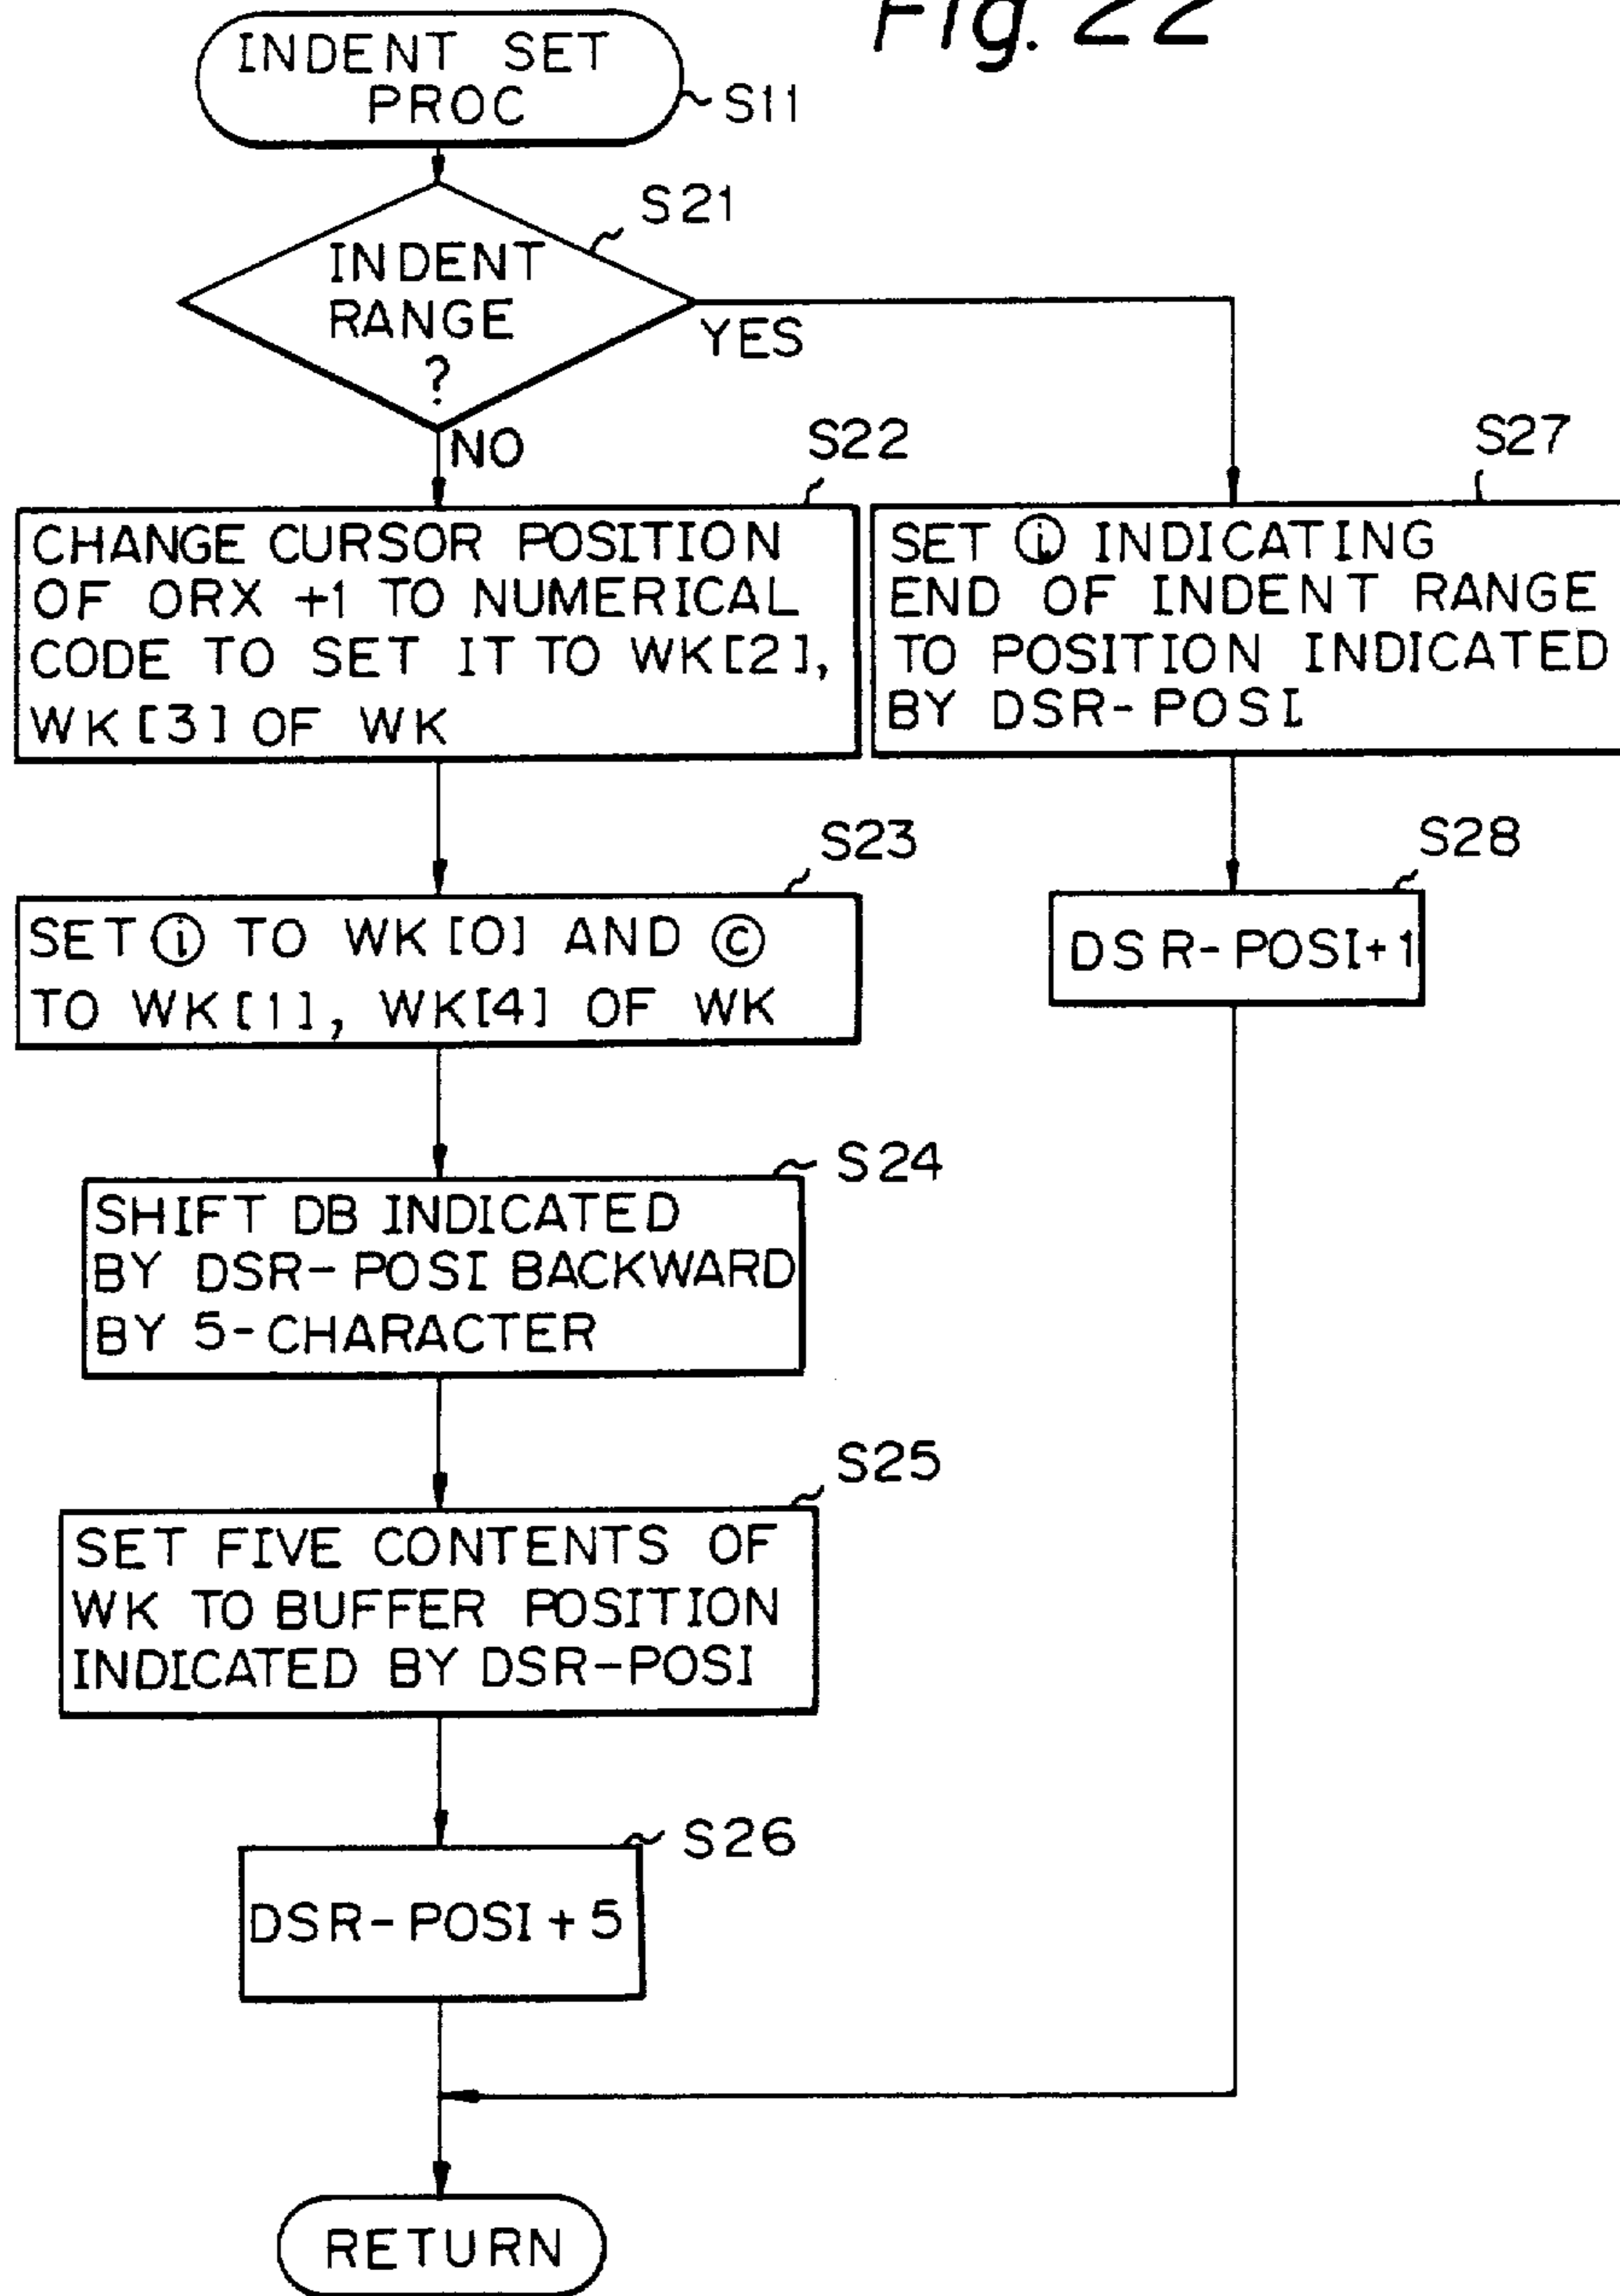 Fig. 22
INDENT SET
PROC
S11
S21
INDENT
RANGE
?
YES
NO
S22
CHANGE CURSOR POSITION
OF ORX +1 TO NUMERICAL
CODE TO SET IT TO WK[2],
WK[3] OF WK
S27
SET ⓘ INDICATING
END OF INDENT RANGE
TO POSITION INDICATED
BY DSR-POSI
S23
SET ⓘ TO WK[0] AND ⓒ
TO WK[1], WK[4] OF WK
S28
DSR-POSI+1
S24
SHIFT DB INDICATED
BY DSR-POSI BACKWARD
BY 5-CHARACTER
S25
SET FIVE CONTENTS OF
WK TO BUFFER POSITION
INDICATED BY DSR-POSI
S26
DSR-POSI+5
RETURN